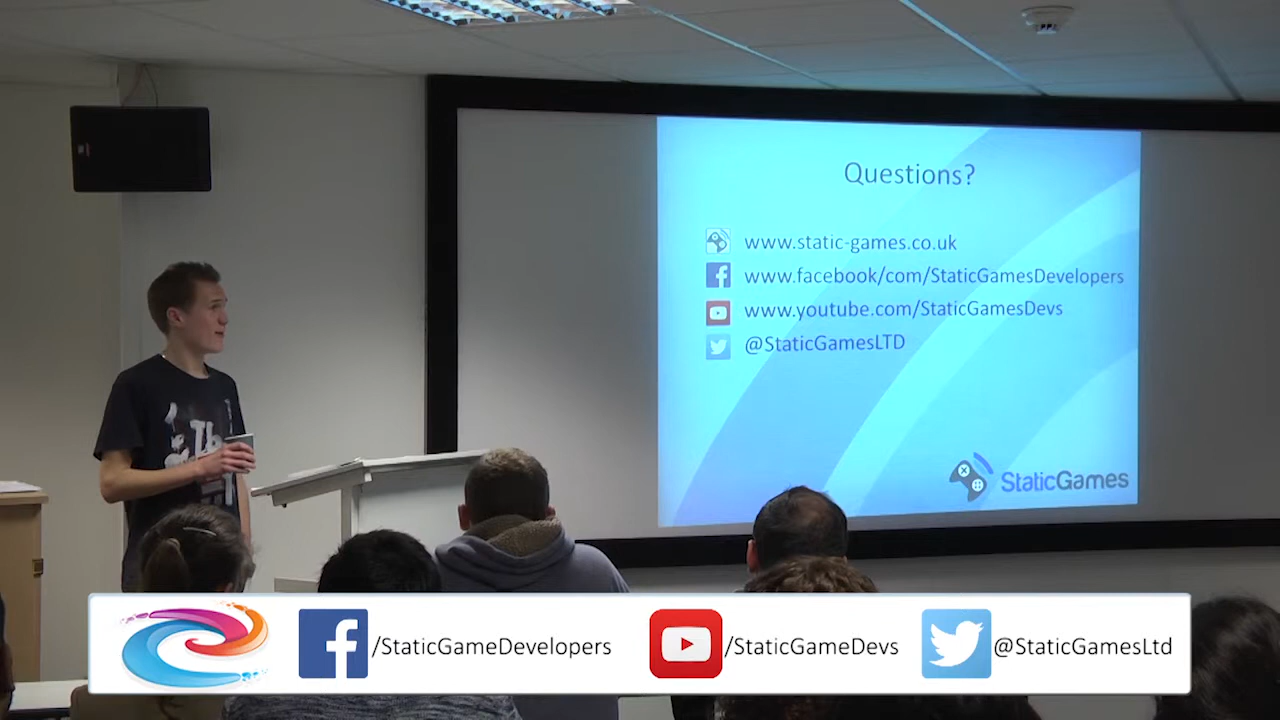 Questions?
www.static-games.co.uk
www.facebook/com/StaticGamesDevelopers
www.youtube.com/StaticGamesDevs
@StaticGamesLTD
StaticGames
/StaticGameDevelopers
/StaticGameDevs
@StaticGamesLtd